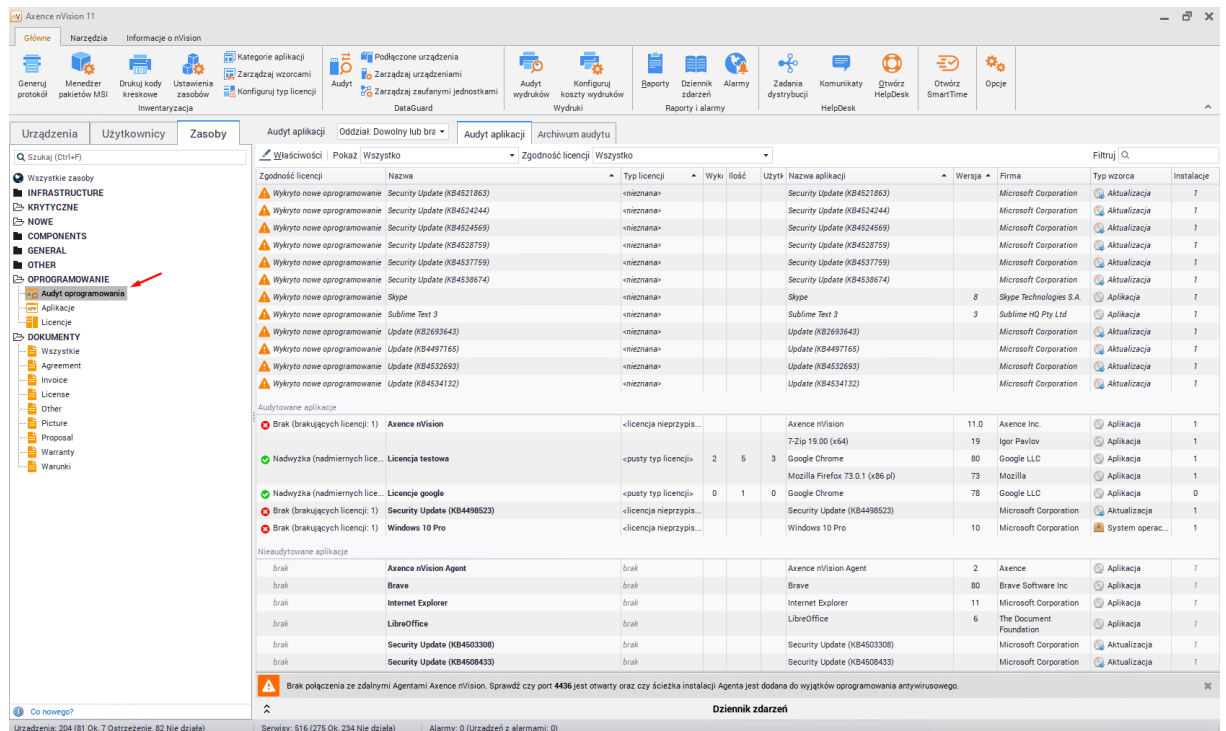 Axence nVision 11
Główne Narzędzia Informacje o nVision
Generuj protokół
Menedżer pakietów MSI
Drukuj kody kreskowe
Ustawienia zasobów
Kategorie aplikacji
Zarządzaj wzorcami
Konfiguruj typ licencji
Inwentaryzacja
Audyt
Podłączone urządzenia
Zarządzaj urządzeniami
Zarządzaj zaufanymi jednostkami
DataGuard
Audyt wydruków
Konfiguruj koszty wydruków
Wydruki
Raporty
Dziennik zdarzeń
Alarmy
Raporty i alarmy
Zadania dystrybucji
Komunikaty
Otwórz HelpDesk
HelpDesk
Otwórz SmartTime
Opcje
Urządzenia Użytkownicy Zasoby
Szukaj (Ctrl+F)
Wszystkie zasoby
INFRASTRUCTURE
KRYTYCZNE
NOWE
COMPONENTS
GENERAL
OTHER
OPROGRAMOWANIE
Audyt oprogramowania
APP Aplikacje
Licencje
DOKUMENTY
Wszystkie
Agreement
Invoice
License
Other
Picture
Proposal
Warranty
Warunki
Co nowego?
Audyt aplikacji Oddział: Dowolny lub bra Audyt aplikacji Archiwum audytu
Właściwości Pokaż Wszystko Zgodność licencji Wszystko Filtruj
Zgodność licencji Nazwa Typ licencji Wyk Ilość Użytk Nazwa aplikacji Wersja Firma Typ wzorca Instalacje
Wykryto nowe oprogramowanie Security Update (KB4521863) <nieznana> Security Update (KB4521863) Microsoft Corporation Aktualizacja 1
Wykryto nowe oprogramowanie Security Update (KB4524244) <nieznana> Security Update (KB4524244) Microsoft Corporation Aktualizacja 1
Wykryto nowe oprogramowanie Security Update (KB4524569) <nieznana> Security Update (KB4524569) Microsoft Corporation Aktualizacja 1
Wykryto nowe oprogramowanie Security Update (KB4528759) <nieznana> Security Update (KB4528759) Microsoft Corporation Aktualizacja 1
Wykryto nowe oprogramowanie Security Update (KB4537759) <nieznana> Security Update (KB4537759) Microsoft Corporation Aktualizacja 1
Wykryto nowe oprogramowanie Security Update (KB4538674) <nieznana> Security Update (KB4538674) Microsoft Corporation Aktualizacja 1
Wykryto nowe oprogramowanie Skype <nieznana> Skype 8 Skype Technologies S.A. Aplikacja 1
Wykryto nowe oprogramowanie Sublime Text 3 <nieznana> Sublime Text 3 3 Sublime HQ Pty Ltd Aplikacja 1
Wykryto nowe oprogramowanie Update (KB2693643) <nieznana> Update (KB2693643) Microsoft Corporation Aktualizacja 1
Wykryto nowe oprogramowanie Update (KB4497165) <nieznana> Update (KB4497165) Microsoft Corporation Aktualizacja 1
Wykryto nowe oprogramowanie Update (KB4532693) <nieznana> Update (KB4532693) Microsoft Corporation Aktualizacja 1
Wykryto nowe oprogramowanie Update (KB4534132) <nieznana> Update (KB4534132) Microsoft Corporation Aktualizacja 1
Audytowane aplikacje
Brak (brakujących licencji: 1) Axence nVision <licencja nieprzypis... Axence nVision 11.0 Axence Inc. Aplikacja 1
7-Zip 19.00 (x64) 19 Igor Pavlov Aplikacja 1
Nadwyżka (nadmiernych lice... Licencja testowa <pusty typ licencji> 2 5 3 Google Chrome 80 Google LLC Aplikacja 1
Mozilla Firefox 73.0.1 (x86 pl) 73 Mozilla Aplikacja 1
Nadwyżka (nadmiernych lice... Licencje google <pusty typ licencji> 0 1 0 Google Chrome 78 Google LLC Aplikacja 0
Brak (brakujących licencji: 1) Security Update (KB4498523) <licencja nieprzypis... Security Update (KB4498523) Microsoft Corporation Aktualizacja 1
Brak (brakujących licencji: 1) Windows 10 Pro <licencja nieprzypis... Windows 10 Pro 10 Microsoft Corporation System operac... 1
Nieaudytowane aplikacje
brak Axence nVision Agent brak Axence nVision Agent 2 Axence Aplikacja 1
brak Brave brak Brave 80 Brave Software Inc Aplikacja 1
brak Internet Explorer brak Internet Explorer 11 Microsoft Corporation Aplikacja 1
brak LibreOffice brak LibreOffice 6 The Document Foundation Aplikacja 1
brak Security Update (KB4503308) brak Security Update (KB4503308) Microsoft Corporation Aktualizacja 1
brak Security Update (KB4508433) brak Security Update (KB4508433) Microsoft Corporation Aktualizacja 1
Brak połączenia ze zdalnymi Agentami Axence nVision. Sprawdź czy port 4436 jest otwarty oraz czy ścieżka instalacji Agenta jest dodana do wyjątków oprogramowania antywirusowego.
Dziennik zdarzeń
Urządzenia: 204 (81 Ok, 7 Ostrzeżenie, 82 Nie działa) Serwisy: 516 (275 Ok, 234 Nie działa) Alarmy: 0 (Urządzeń z alarmami: 0)